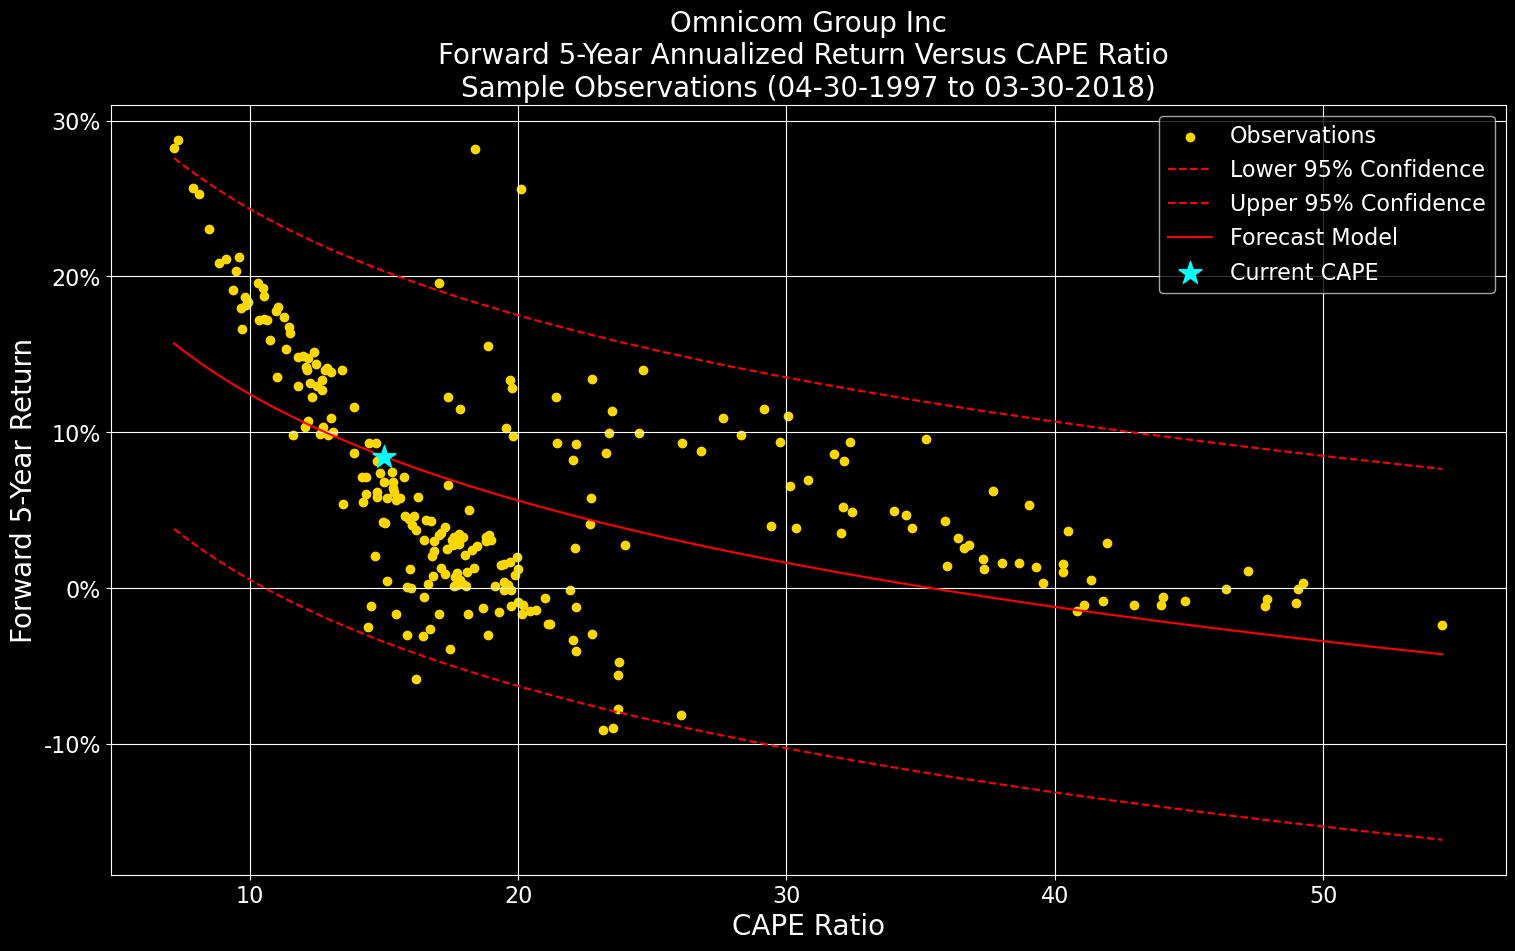 Omnicom Group Inc
Forward 5-Year Annualized Return Versus CAPE Ratio
Sample Observations (04-30-1997 to 03-30-2018)
Observations
Lower 95% Confidence
Upper 95% Confidence
Forecast Model
Current CAPE
Forward 5-Year Return
30%
20%
10%
0%
-10%
10 20 30 40 50
CAPE Ratio